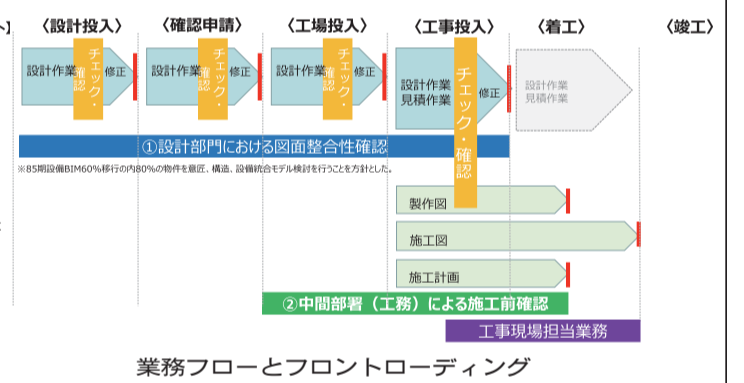 〈設計投入〉 〈確認申請〉 〈工場投入〉 〈工事投入〉 〈着工〉 〈竣工〉
設計作業 チェック・確認 修正
設計作業 チェック・確認 修正
設計作業 チェック・確認 修正
設計作業
見積作業
チェック・確認
修正
設計作業
見積作業
①設計部門における図面整合性確認
※85期設備BIM60%移行の内80%の物件を意匠、構造、設備統合モデル検討を行うことを方針とした。
製作図
施工図
施工計画
②中間部署（工務）による施工前確認
工事現場担当業務
業務フローとフロントローディング